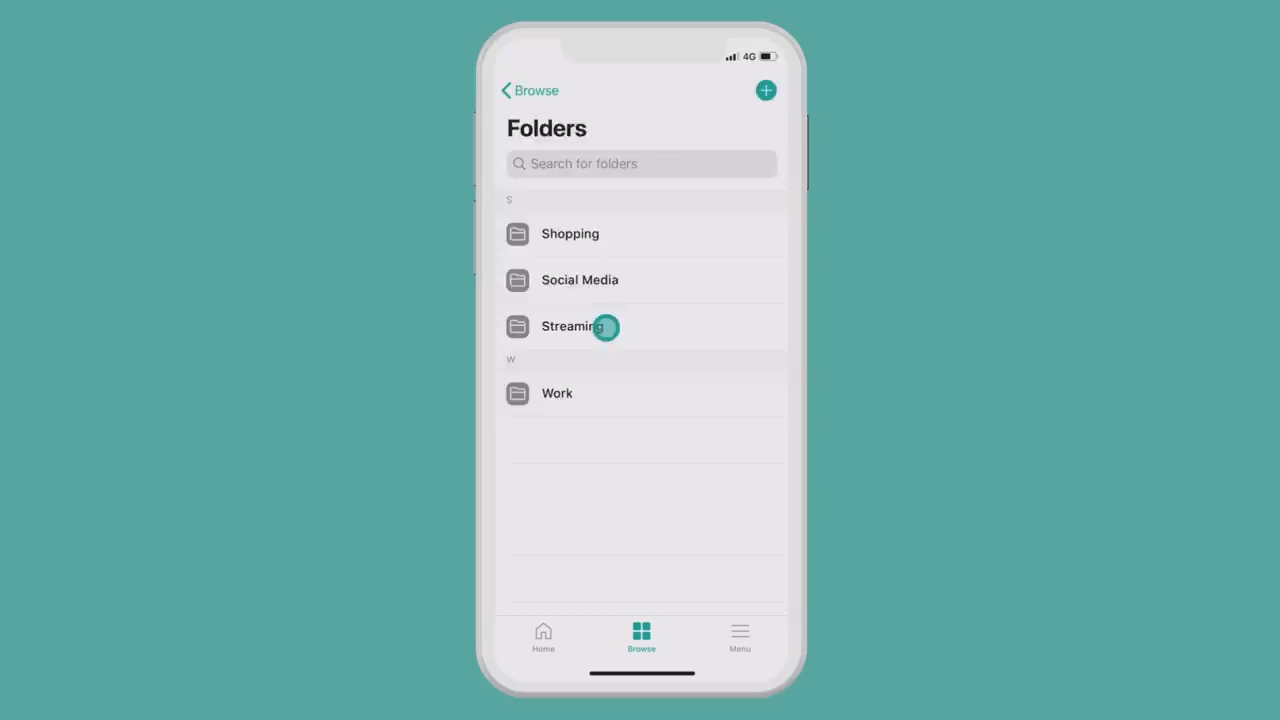 4G
Browse
Folders
Search for folders
S
Shopping
Social Media
Streaming
W
Work
Home
Browse
Menu